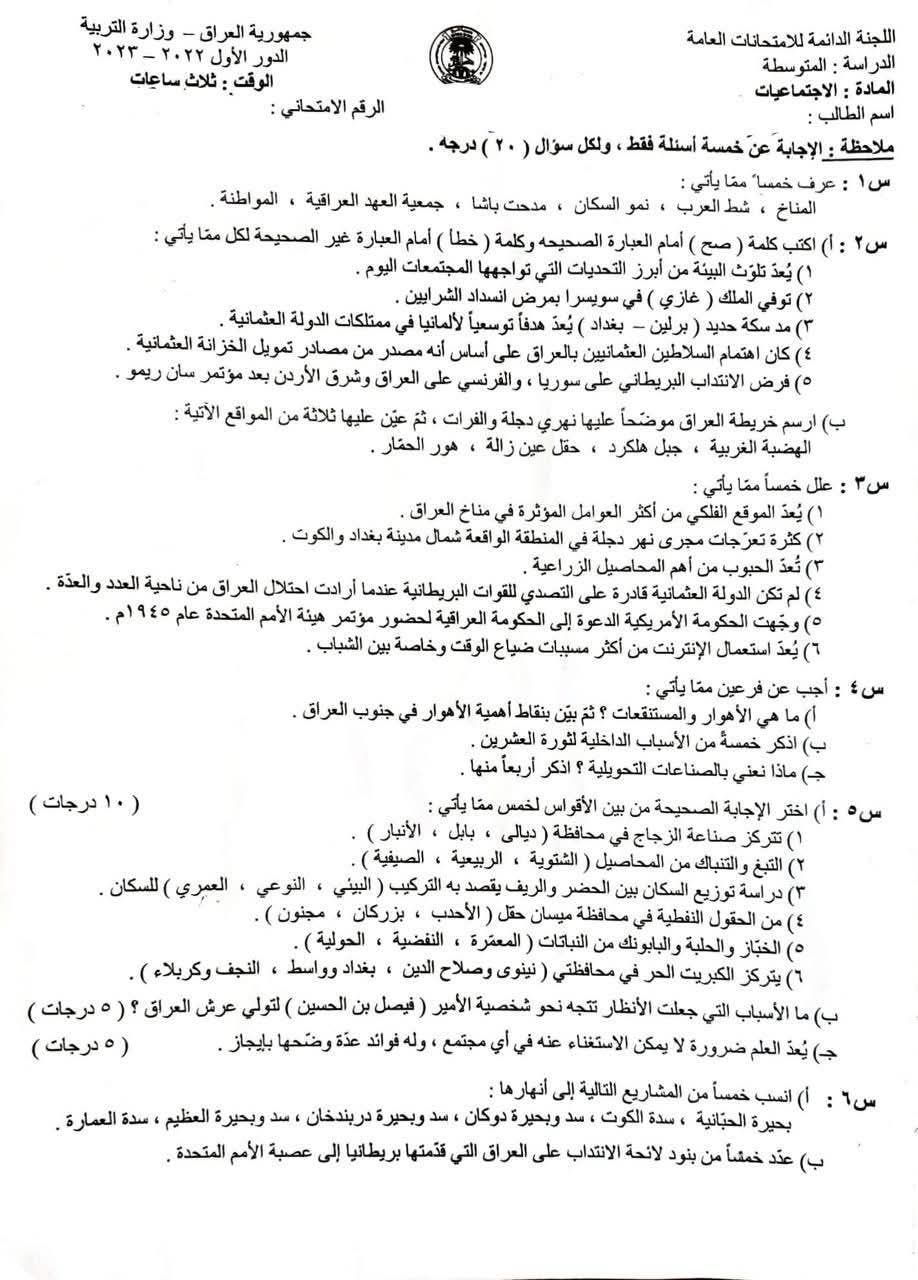 اللجنة الدائمة للامتحانات العامة
الدراسة : المتوسطة
المادة : الاجتماعيات
اسم الطالب :
جمهورية العراق – وزارة التربية
الدور الأول ٢٠٢٢ – ٢٠٢٣
الوقت : ثلاث ساعات
الرقم الامتحاني :
ملاحظة : الإجابة عن خمسة أسئلة فقط ، ولكل سؤال ( ٢٠ ) درجه .
س١ : عرف خمساً ممّا يأتي :
المناخ ، شط العرب ، نمو السكان ، مدحت باشا ، جمعية العهد العراقية ، المواطنة .
س٢ : أ) اكتب كلمة ( صح ) أمام العبارة الصحيحه وكلمة ( خطأ ) أمام العبارة غير الصحيحة لكل ممّا يأتي :
١) يُعدّ تلوّث البيئة من أبرز التحديات التي تواجهها المجتمعات اليوم .
٢) توفي الملك ( غازي ) في سويسرا بمرض انسداد الشرايين .
٣) مد سكة حديد ( برلين – بغداد ) يُعدّ هدفاً توسعياً لألمانيا في ممتلكات الدولة العثمانية .
٤) كان اهتمام السلاطين العثمانيين بالعراق على أساس أنه مصدر من مصادر تمويل الخزانة العثمانية .
٥) فرض الانتداب البريطاني على سوريا ، والفرنسي على العراق وشرق الأردن بعد مؤتمر سان ريمو .
ب) ارسم خريطة العراق موضّحاً عليها نهري دجلة والفرات ، ثمّ عيّن عليها ثلاثة من المواقع الآتية :
الهضبة الغربية ، جبل هلكرد ، حقل عين زالة ، هور الحمّار .
س٣ : علل خمساً ممّا يأتي :
١) يُعدّ الموقع الفلكي من أكثر العوامل المؤثرة في مناخ العراق .
٢) كثرة تعرّجات مجرى نهر دجلة في المنطقة الواقعة شمال مدينة بغداد والكوت .
٣) تُعدّ الحبوب من أهم المحاصيل الزراعية .
٤) لم تكن الدولة العثمانية قادرة على التصدي للقوات البريطانية عندما أرادت احتلال العراق من ناحية العدد والعدّة .
٥) وجّهت الحكومة الأمريكية الدعوة إلى الحكومة العراقية لحضور مؤتمر هيئة الأمم المتحدة عام ١٩٤٥م .
٦) يُعدّ استعمال الإنترنت من أكثر مسببات ضياع الوقت وخاصة بين الشباب .
س٤ : أجب عن فرعين ممّا يأتي :
أ) ما هي الأهوار والمستنقعات ؟ ثمّ بيّن بنقاط أهمية الأهوار في جنوب العراق .
ب) اذكر خمسةً من الأسباب الداخلية لثورة العشرين .
جـ) ماذا نعني بالصناعات التحويلية ؟ اذكر أربعاً منها .
س٥ : أ) اختر الإجابة الصحيحة من بين الأقواس لخمس ممّا يأتي : ( ١٠ درجات )
١) تتركز صناعة الزجاج في محافظة ( ديالى ، بابل ، الأنبار ) .
٢) التبغ والتنباك من المحاصيل ( الشتوية ، الربيعية ، الصيفية ) .
٣) دراسة توزيع السكان بين الحضر والريف يقصد به التركيب ( البيئي ، النوعي ، العمري ) للسكان .
٤) من الحقول النفطية في محافظة ميسان حقل ( الأحدب ، بزركان ، مجنون ) .
٥) الخبّاز والحلبة والبابونك من النباتات ( المعمّرة ، النفضية ، الحولية ) .
٦) يتركز الكبريت الحر في محافظتي ( نينوى وصلاح الدين ، بغداد وواسط ، النجف وكربلاء ) .
ب) ما الأسباب التي جعلت الأنظار تتجه نحو شخصية الأمير ( فيصل بن الحسين ) لتولي عرش العراق ؟ ( ٥ درجات )
جـ) يُعدّ العلم ضرورة لا يمكن الاستغناء عنه في أي مجتمع ، وله فوائد عدّة وضّحها بإيجاز . ( ٥ درجات )
س٦ : أ) انسب خمساً من المشاريع التالية إلى أنهارها :
بحيرة الحبّانية ، سدة الكوت ، سد وبحيرة دوكان ، سد وبحيرة دربندخان ، سد وبحيرة العظيم ، سدة العمارة .
ب) عدّد خمساً من بنود لائحة الانتداب على العراق التي قدّمتها بريطانيا إلى عصبة الأمم المتحدة .